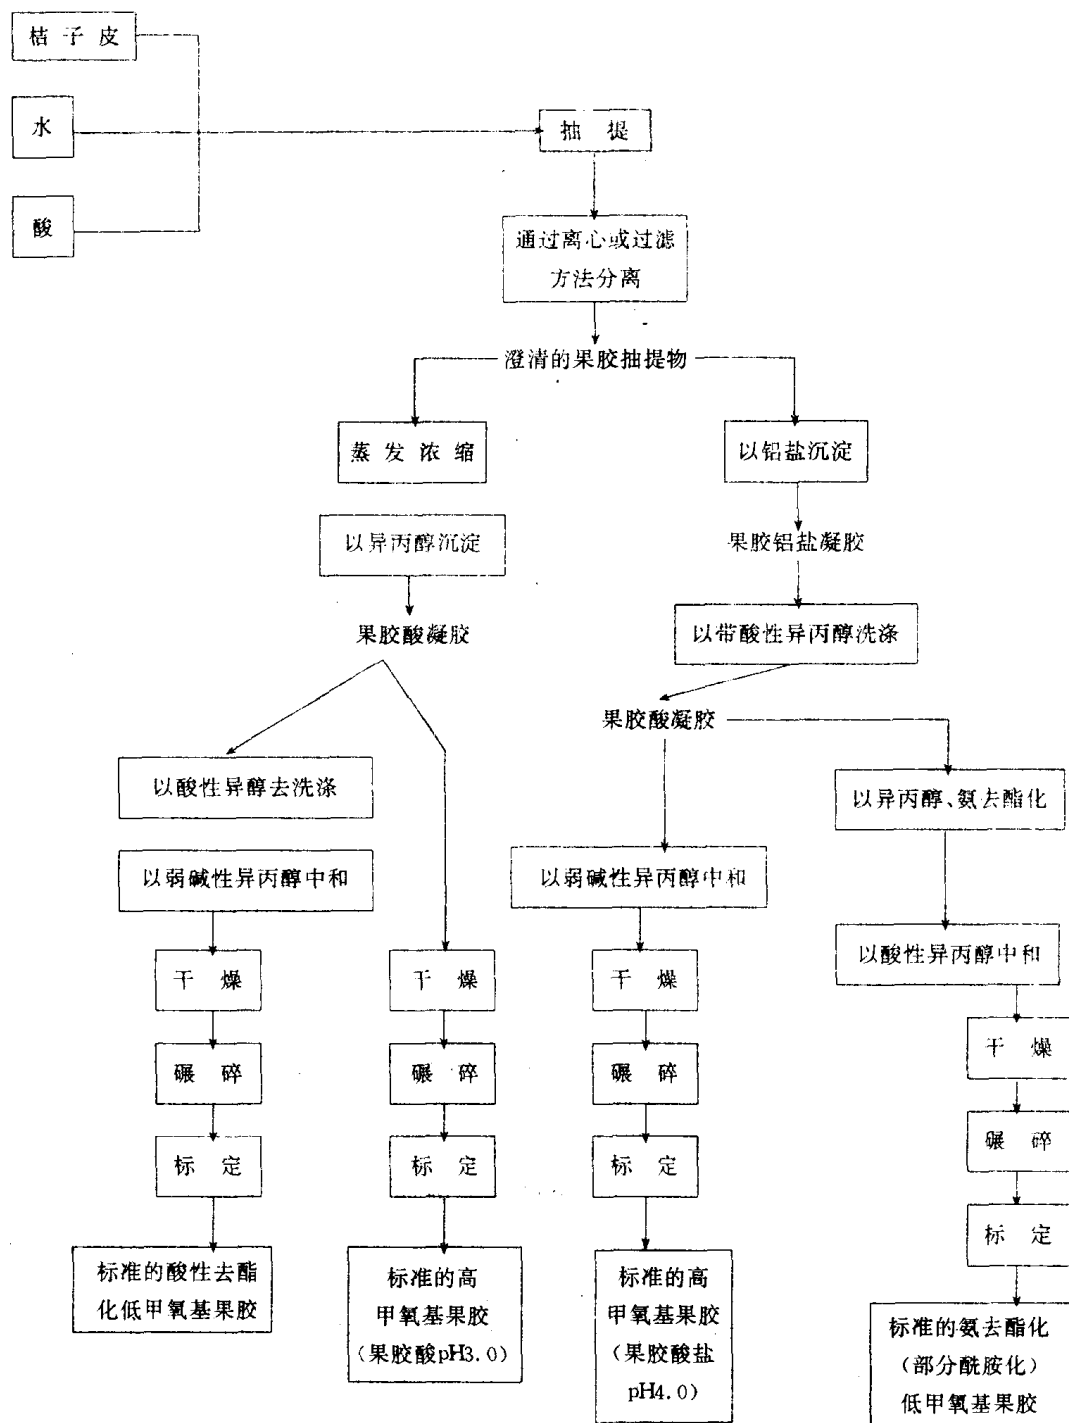 桔子皮
水
抽提
酸
通过离心或过滤
方法分离
澄清的果胶抽提物
蒸发浓缩
以铝盐沉淀
以异丙醇沉淀
果胶铝盐凝胶
果胶酸凝胶
以带酸性异丙醇洗涤
果胶酸凝胶
以酸性异醇去洗涤
以异丙醇、氨去酯化
以弱碱性异丙醇中和
以弱碱性异丙醇中和
以酸性异丙醇中和
干燥
干燥
干燥
干燥
碾碎
碾碎
碾碎
碾碎
标定
标定
标定
标定
标准的酸性去酯
化低甲氧基果胶
标准的高
甲氧基果胶
(果胶酸pH3.0)
标准的高
甲氧基果胶
(果胶酸盐
pH4.0)
标准的氨去酯化
(部分酰胺化)
低甲氧基果胶